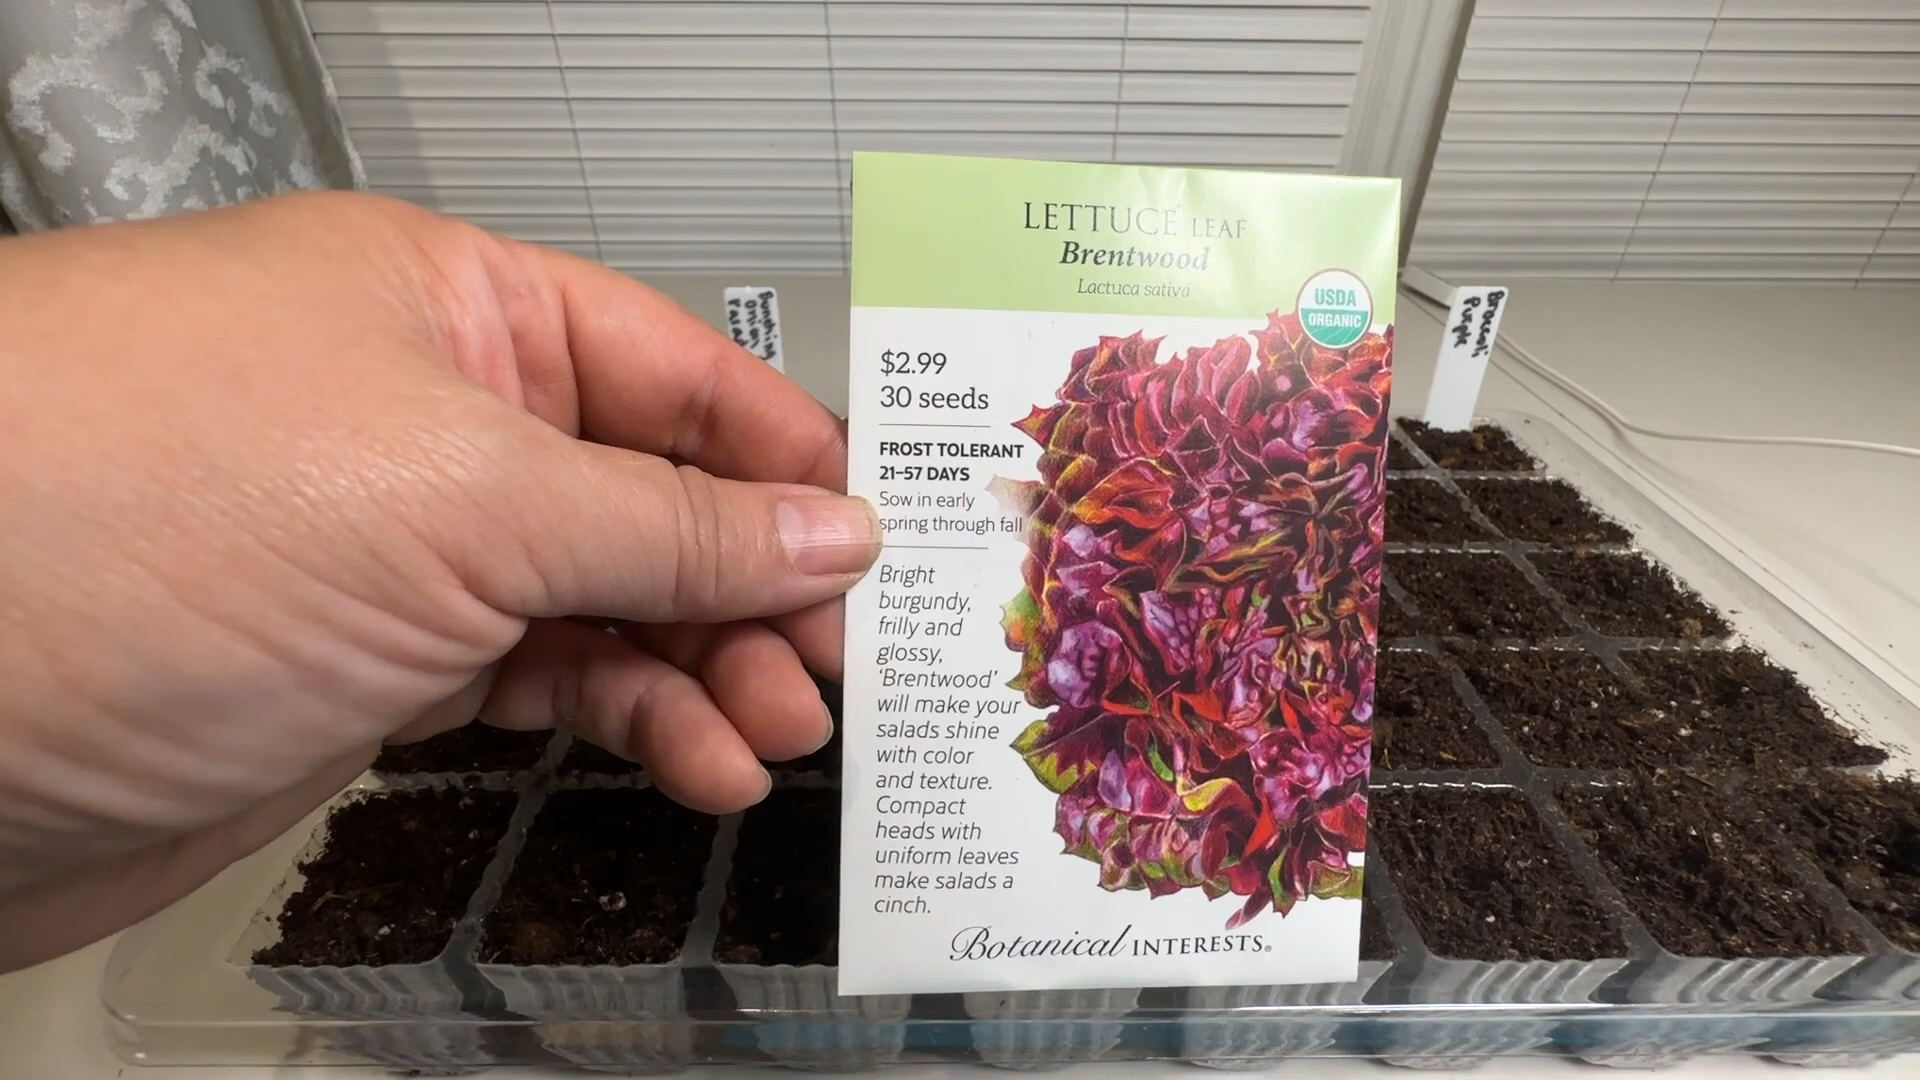 LETTUCE LEAF
Brentwood
Lactuca sativa
USDA
ORGANIC
$2.99
30 seeds
FROST TOLERANT
21–57 DAYS
Sow in early
spring through fall
Bright
burgundy,
frilly and
glossy,
‘Brentwood’
will make your
salads shine
with color
and texture.
Compact
heads with
uniform leaves
make salads a
cinch.
Botanical INTERESTS®
Bunching
Onion
Broccoli
Purple